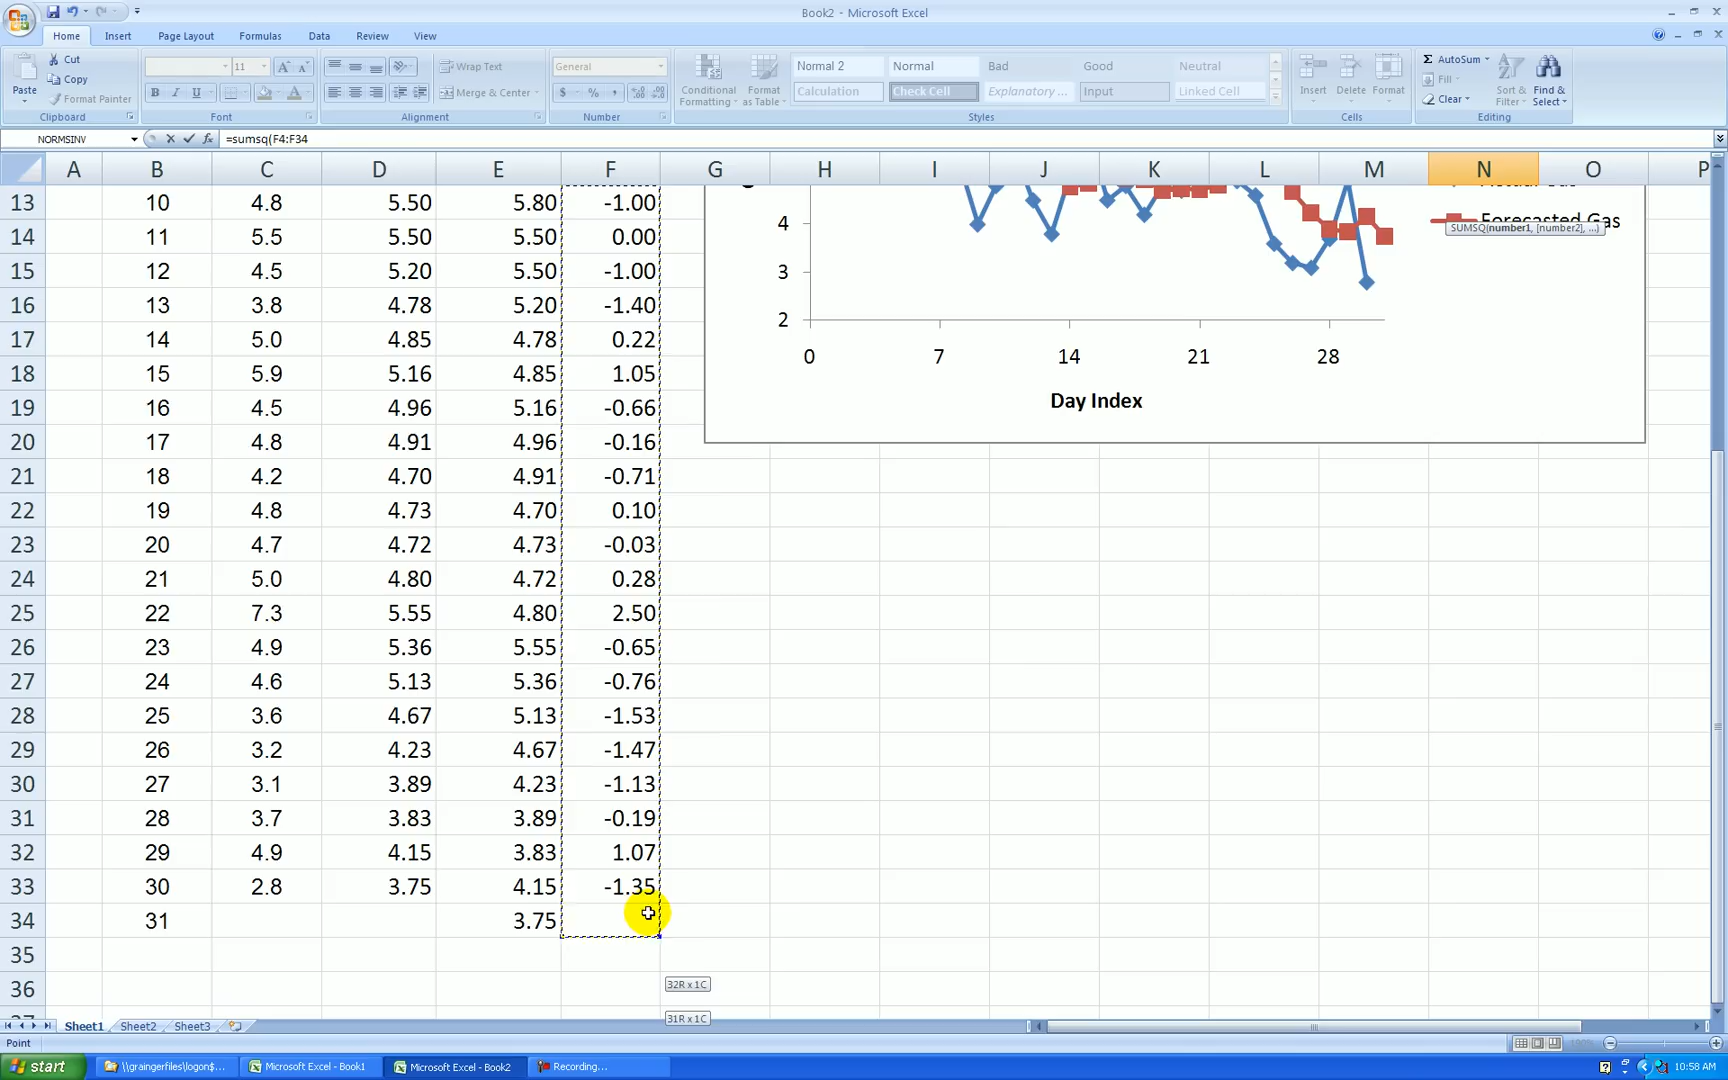 Book2 - Microsoft Excel
Home Insert Page Layout Formulas Data Review View
Paste
Cut
Copy
Format Painter
Clipboard
11 A A
B I U A
Font
Wrap Text
Merge & Center
Alignment
General
$ % ,
Number
Conditional Formatting
Format as Table
Normal 2 Normal Bad Good Neutral
Calculation Check Cell Explanatory ... Input Linked Cell
Styles
Insert Delete Format
Cells
AutoSum
Fill
Clear
Sort & Filter
Find & Select
Editing
NORMSINV fx =sumsq(F4:F34
A B C D E F G H I J K L M N O P
13 10 4.8 5.50 5.80 -1.00
14 11 5.5 5.50 5.50 0.00
15 12 4.5 5.20 5.50 -1.00
16 13 3.8 4.78 5.20 -1.40
17 14 5.0 4.85 4.78 0.22
18 15 5.9 5.16 4.85 1.05
19 16 4.5 4.96 5.16 -0.66
20 17 4.8 4.91 4.96 -0.16
21 18 4.2 4.70 4.91 -0.71
22 19 4.8 4.73 4.70 0.10
23 20 4.7 4.72 4.73 -0.03
24 21 5.0 4.80 4.72 0.28
25 22 7.3 5.55 4.80 2.50
26 23 4.9 5.36 5.55 -0.65
27 24 4.6 5.13 5.36 -0.76
28 25 3.6 4.67 5.13 -1.53
29 26 3.2 4.23 4.67 -1.47
30 27 3.1 3.89 4.23 -1.13
31 28 3.7 3.83 3.89 -0.19
32 29 4.9 4.15 3.83 1.07
33 30 2.8 3.75 4.15 -1.35
34 31 3.75
35
36
4
3
2
0 7 14 21 28
Day Index
Forecasted Gas
SUMSQ(number1, [number2], ...)
32R x 1C
31R x 1C
Sheet1 Sheet2 Sheet3
Point
start
\\graingerfiles\logon$...
Microsoft Excel - Book1
Microsoft Excel - Book2
Recording...
10:58 AM